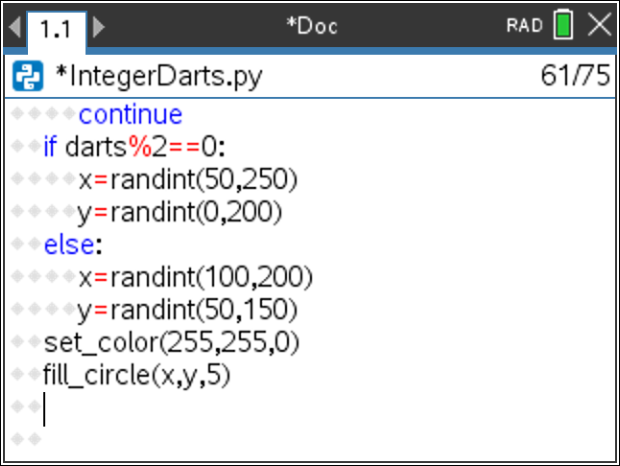 1.1 *Doc RAD
*IntegerDarts.py 61/75
continue
if darts%2==0:
x=randint(50,250)
y=randint(0,200)
else:
x=randint(100,200)
y=randint(50,150)
set_color(255,255,0)
fill_circle(x,y,5)